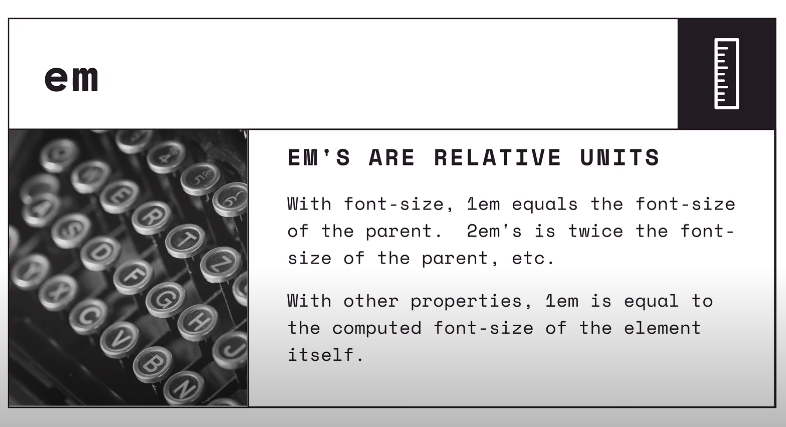 em
EM'S ARE RELATIVE UNITS
With font-size, 1em equals the font-size
of the parent.  2em's is twice the font-
size of the parent, etc.
With other properties, 1em is equal to
the computed font-size of the element
itself.
4
E R T Z
A S D F G H J
Y X C V B N